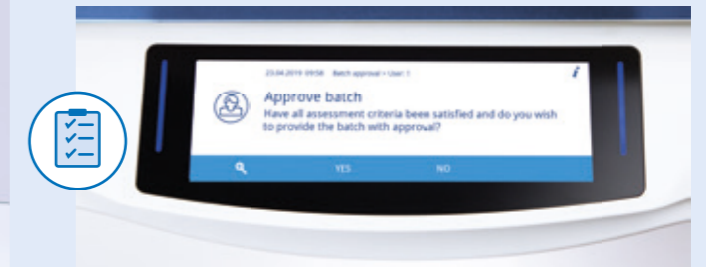 23.04.2019 09:58 Batch approval > User: 1
i
Approve batch
Have all assessment criteria been satisfied and do you wish
to provide the batch with approval?
YES NO